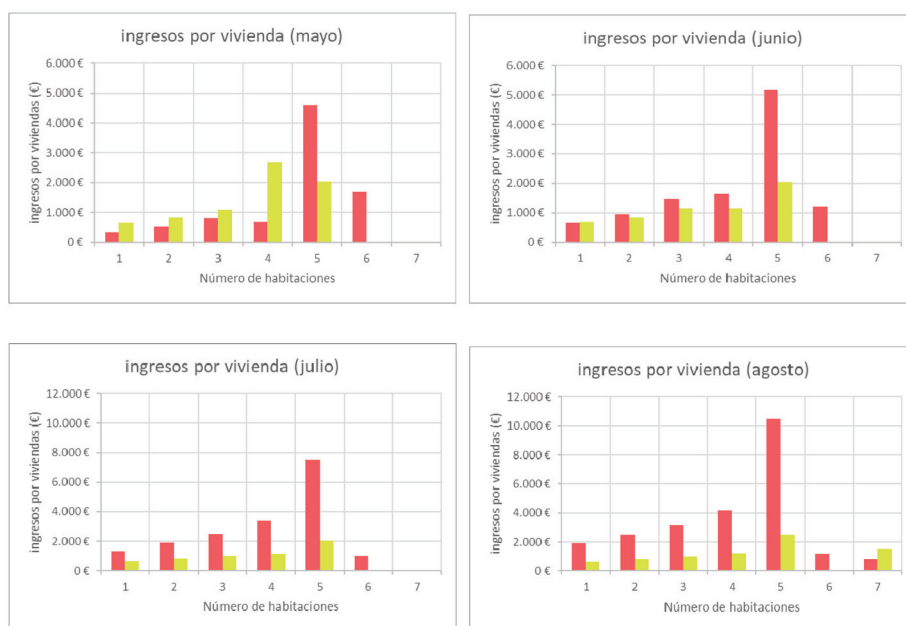 ingresos por vivienda (mayo)
ingresos por viviendas (€)
6.000 €
5.000 €
4.000 €
3.000 €
2.000 €
1.000 €
0 €
1 2 3 4 5 6 7
Número de habitaciones
ingresos por vivienda (junio)
ingresos por viviendas (€)
6.000 €
5.000 €
4.000 €
3.000 €
2.000 €
1.000 €
0 €
1 2 3 4 5 6 7
Número de habitaciones
ingresos por vivienda (julio)
ingresos por viviendas (€)
12.000 €
10.000 €
8.000 €
6.000 €
4.000 €
2.000 €
0 €
1 2 3 4 5 6 7
Número de habitaciones
ingresos por vivienda (agosto)
ingresos por viviendas (€)
12.000 €
10.000 €
8.000 €
6.000 €
4.000 €
2.000 €
0 €
1 2 3 4 5 6 7
Número de habitaciones